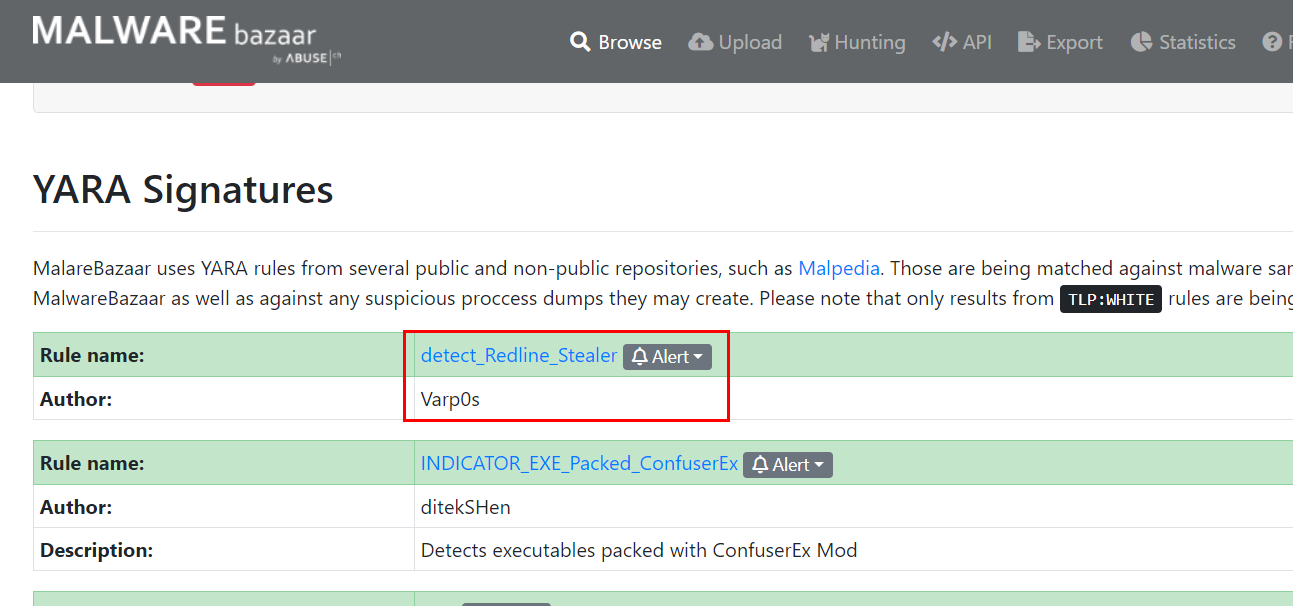 MALWARE bazaar
by ABUSE|ch
Browse Upload Hunting API Export Statistics
YARA Signatures
MalareBazaar uses YARA rules from several public and non-public repositories, such as Malpedia. Those are being matched against malware
MalwareBazaar as well as against any suspicious proccess dumps they may create. Please note that only results from TLP:WHITE rules are being
Rule name: detect_Redline_Stealer Alert
Author: Varp0s
Rule name: INDICATOR_EXE_Packed_ConfuserEx Alert
Author: ditekSHen
Description: Detects executables packed with ConfuserEx Mod